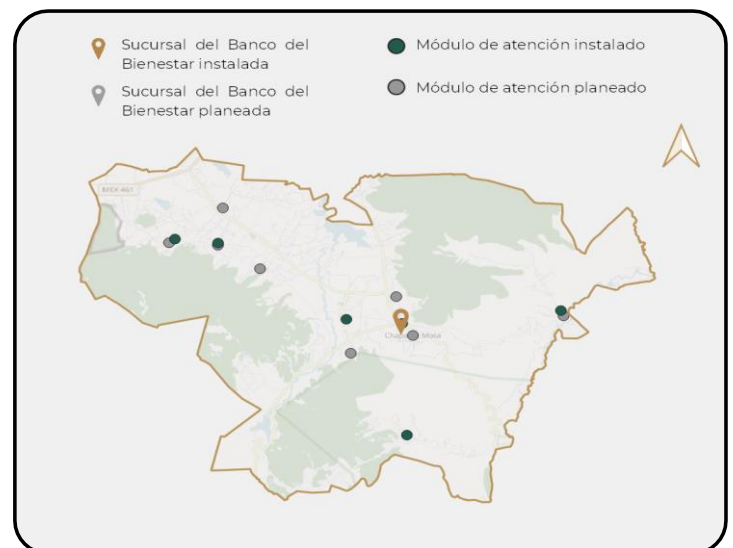 Sucursal del Banco del
Bienestar instalada
Módulo de atención instalado
Sucursal del Banco del
Bienestar planeada
Módulo de atención planeado
Mota